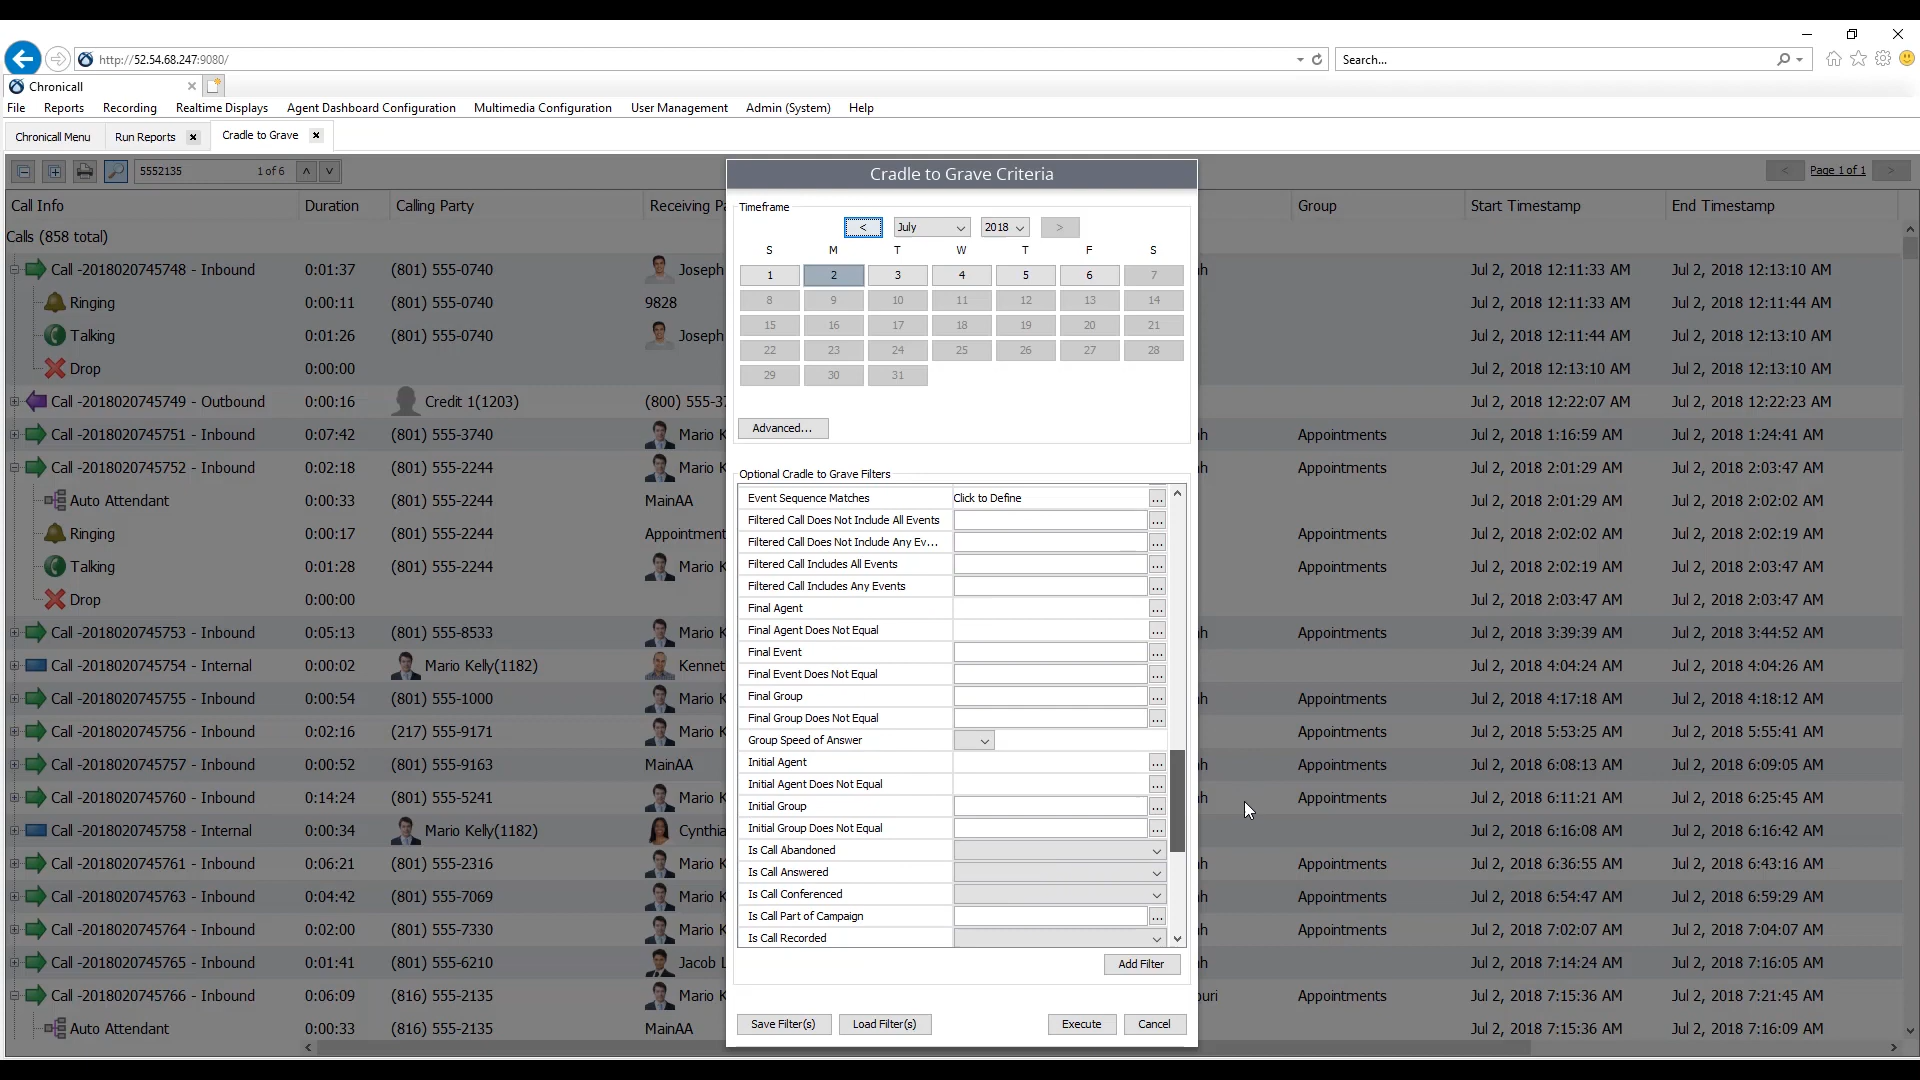 http://52.54.68.247:9080/
Search...
Chronicall
File Reports Recording Realtime Displays Agent Dashboard Configuration Multimedia Configuration User Management Admin (System) Help
Chronicall Menu Run Reports Cradle to Grave
5552135 1 of 6 Page 1 of 1
Call Info Duration Calling Party Receiving Pa Group Start Timestamp End Timestamp
Calls (858 total)
Call -2018020745748 - Inbound 0:01:37 (801) 555-0740 Joseph h Jul 2, 2018 12:11:33 AM Jul 2, 2018 12:13:10 AM
Ringing 0:00:11 (801) 555-0740 9828 Jul 2, 2018 12:11:33 AM Jul 2, 2018 12:11:44 AM
Talking 0:01:26 (801) 555-0740 Joseph Jul 2, 2018 12:11:44 AM Jul 2, 2018 12:13:10 AM
Drop 0:00:00 Jul 2, 2018 12:13:10 AM Jul 2, 2018 12:13:10 AM
Call -2018020745749 - Outbound 0:00:16 Credit 1(1203) (800) 555-37 Jul 2, 2018 12:22:07 AM Jul 2, 2018 12:22:23 AM
Call -2018020745751 - Inbound 0:07:42 (801) 555-3740 Mario K h Appointments Jul 2, 2018 1:16:59 AM Jul 2, 2018 1:24:41 AM
Call -2018020745752 - Inbound 0:02:18 (801) 555-2244 Mario K h Appointments Jul 2, 2018 2:01:29 AM Jul 2, 2018 2:03:47 AM
Auto Attendant 0:00:33 (801) 555-2244 MainAA Jul 2, 2018 2:01:29 AM Jul 2, 2018 2:02:02 AM
Ringing 0:00:17 (801) 555-2244 Appointment Appointments Jul 2, 2018 2:02:02 AM Jul 2, 2018 2:02:19 AM
Talking 0:01:28 (801) 555-2244 Mario K Appointments Jul 2, 2018 2:02:19 AM Jul 2, 2018 2:03:47 AM
Drop 0:00:00 Jul 2, 2018 2:03:47 AM Jul 2, 2018 2:03:47 AM
Call -2018020745753 - Inbound 0:05:13 (801) 555-8533 Mario K h Appointments Jul 2, 2018 3:39:39 AM Jul 2, 2018 3:44:52 AM
Call -2018020745754 - Internal 0:00:02 Mario Kelly(1182) Kennet Jul 2, 2018 4:04:24 AM Jul 2, 2018 4:04:26 AM
Call -2018020745755 - Inbound 0:00:54 (801) 555-1000 Mario K h Appointments Jul 2, 2018 4:17:18 AM Jul 2, 2018 4:18:12 AM
Call -2018020745756 - Inbound 0:02:16 (217) 555-9171 Mario K h Appointments Jul 2, 2018 5:53:25 AM Jul 2, 2018 5:55:41 AM
Call -2018020745757 - Inbound 0:00:52 (801) 555-9163 MainAA h Appointments Jul 2, 2018 6:08:13 AM Jul 2, 2018 6:09:05 AM
Call -2018020745760 - Inbound 0:14:24 (801) 555-5241 Mario K h Appointments Jul 2, 2018 6:11:21 AM Jul 2, 2018 6:25:45 AM
Call -2018020745758 - Internal 0:00:34 Mario Kelly(1182) Cynthia Jul 2, 2018 6:16:08 AM Jul 2, 2018 6:16:42 AM
Call -2018020745761 - Inbound 0:06:21 (801) 555-2316 Mario K h Appointments Jul 2, 2018 6:36:55 AM Jul 2, 2018 6:43:16 AM
Call -2018020745763 - Inbound 0:04:42 (801) 555-7069 Mario K h Appointments Jul 2, 2018 6:54:47 AM Jul 2, 2018 6:59:29 AM
Call -2018020745764 - Inbound 0:02:00 (801) 555-7330 Mario K h Appointments Jul 2, 2018 7:02:07 AM Jul 2, 2018 7:04:07 AM
Call -2018020745765 - Inbound 0:01:41 (801) 555-6210 Jacob L h Jul 2, 2018 7:14:24 AM Jul 2, 2018 7:16:05 AM
Call -2018020745766 - Inbound 0:06:09 (816) 555-2135 Mario K ouri Appointments Jul 2, 2018 7:15:36 AM Jul 2, 2018 7:21:45 AM
Auto Attendant 0:00:33 (816) 555-2135 MainAA Jul 2, 2018 7:15:36 AM Jul 2, 2018 7:16:09 AM
Cradle to Grave Criteria
Timeframe
< July 2018 >
S M T W T F S
1 2 3 4 5 6 7
8 9 10 11 12 13 14
15 16 17 18 19 20 21
22 23 24 25 26 27 28
29 30 31
Advanced...
Optional Cradle to Grave Filters
Event Sequence Matches Click to Define ...
Filtered Call Does Not Include All Events ...
Filtered Call Does Not Include Any Ev... ...
Filtered Call Includes All Events ...
Filtered Call Includes Any Events ...
Final Agent ...
Final Agent Does Not Equal ...
Final Event ...
Final Event Does Not Equal ...
Final Group ...
Final Group Does Not Equal ...
Group Speed of Answer
Initial Agent ...
Initial Agent Does Not Equal ...
Initial Group ...
Initial Group Does Not Equal ...
Is Call Abandoned
Is Call Answered
Is Call Conferenced
Is Call Part of Campaign ...
Is Call Recorded
Add Filter
Save Filter(s) Load Filter(s) Execute Cancel